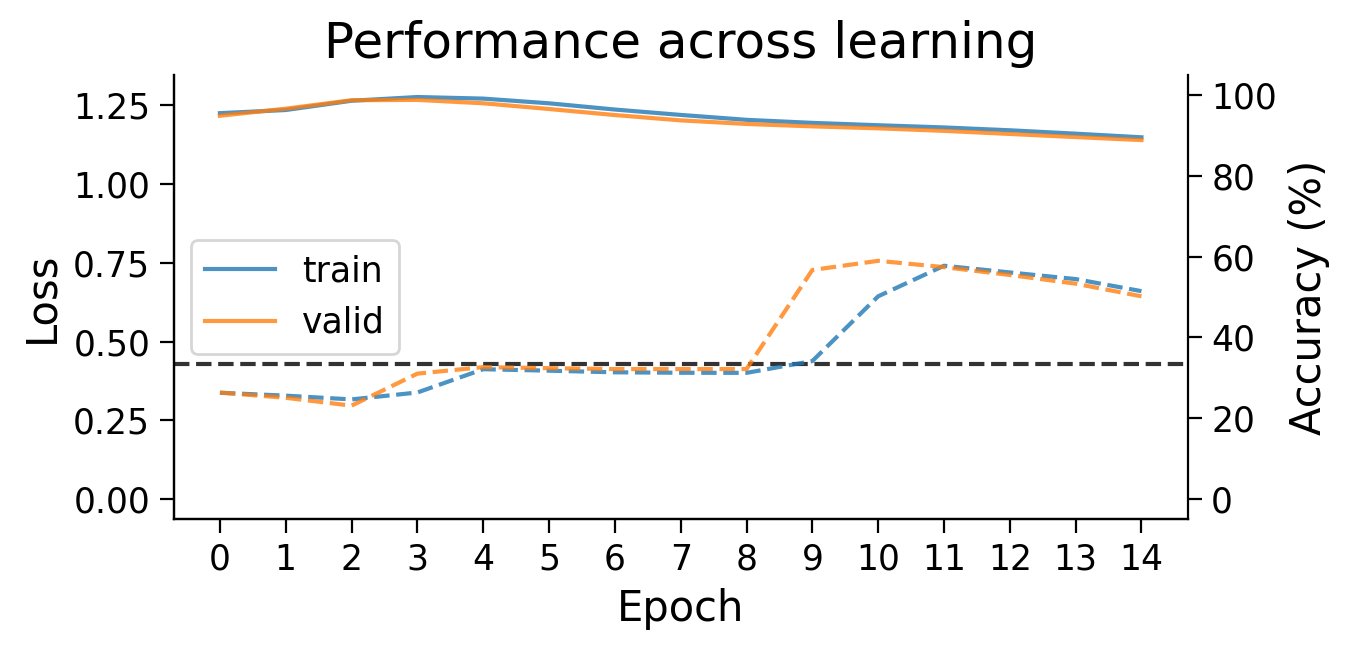 Performance across learning
Loss
1.25
1.00
0.75
0.50
0.25
0.00
train
valid
100
80
60
40
20
0
Accuracy (%)
0 1 2 3 4 5 6 7 8 9 10 11 12 13 14
Epoch